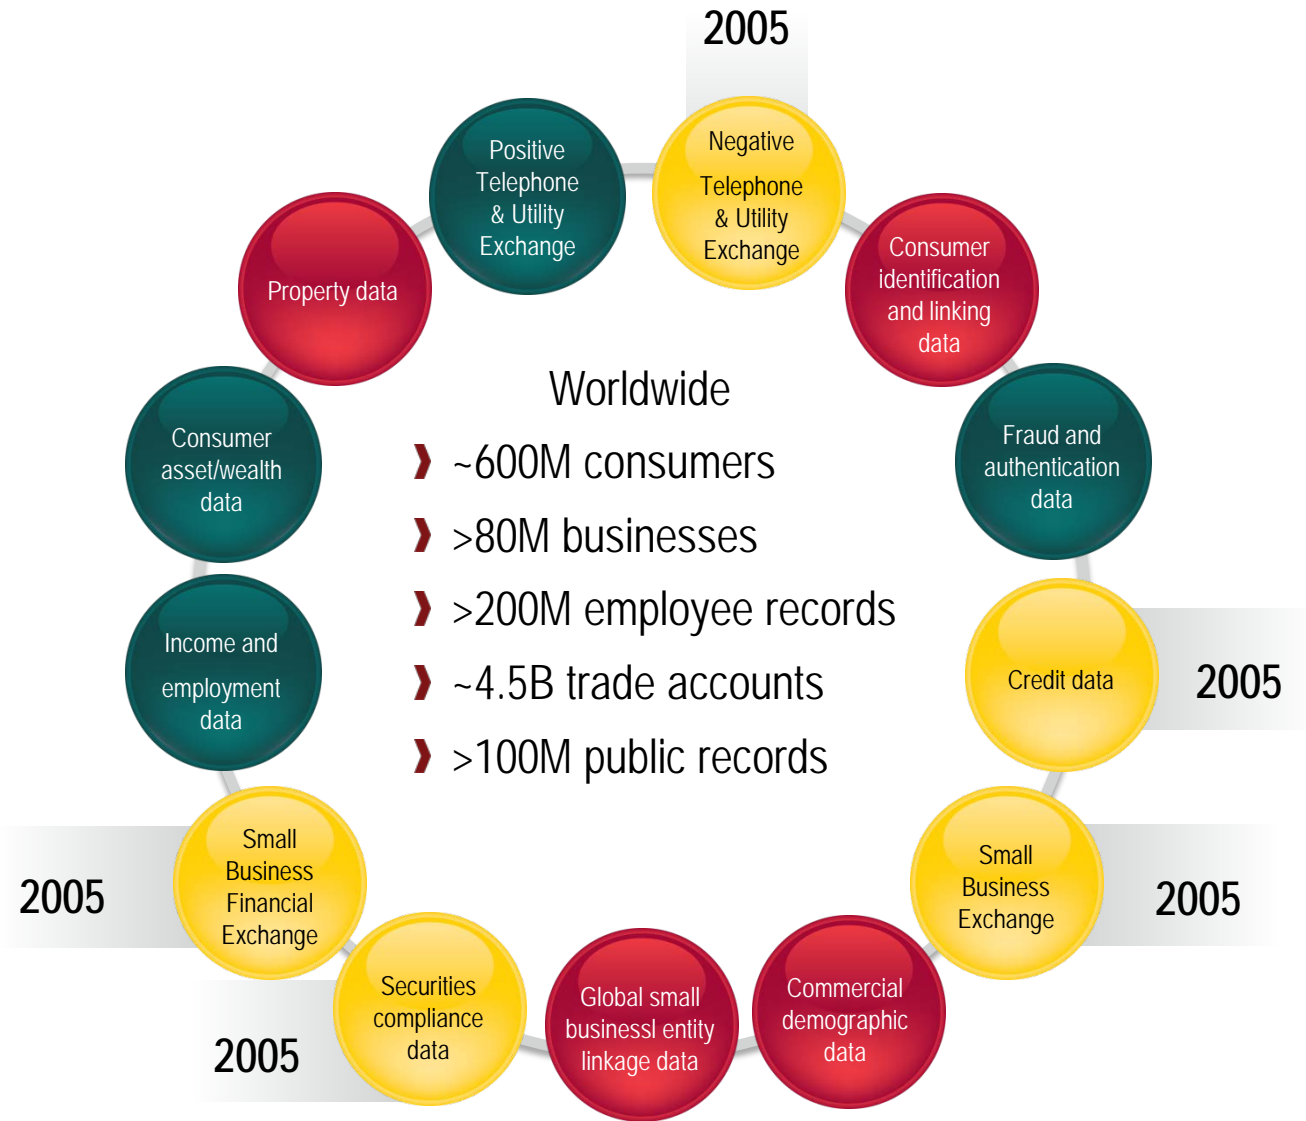 2005
Negative
Telephone
& Utility
Exchange
Positive
Telephone
& Utility
Exchange
Consumer
identification
and linking
data
Property data
Fraud and
authentication
data
Consumer
asset/wealth
data
Worldwide
~600M consumers
>80M businesses
>200M employee records
~4.5B trade accounts
>100M public records
Income and
employment
data
Credit data
2005
Small
Business
Financial
Exchange
2005
Small
Business
Exchange
2005
Securities
compliance
data
2005
Global small
businessl entity
linkage data
Commercial
demographic
data